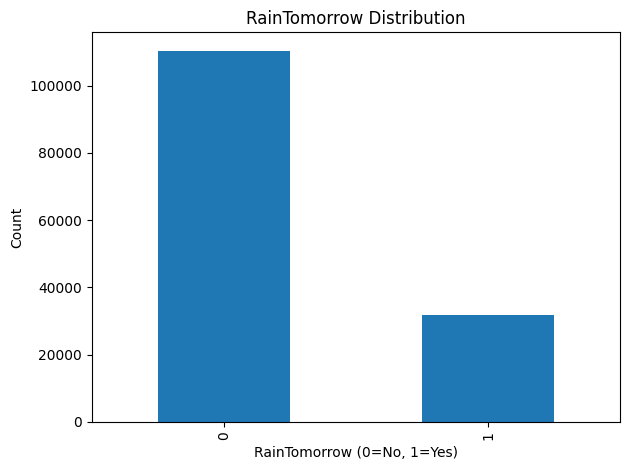 RainTomorrow Distribution
Count
100000
80000
60000
40000
20000
0
0
1
RainTomorrow (0=No, 1=Yes)